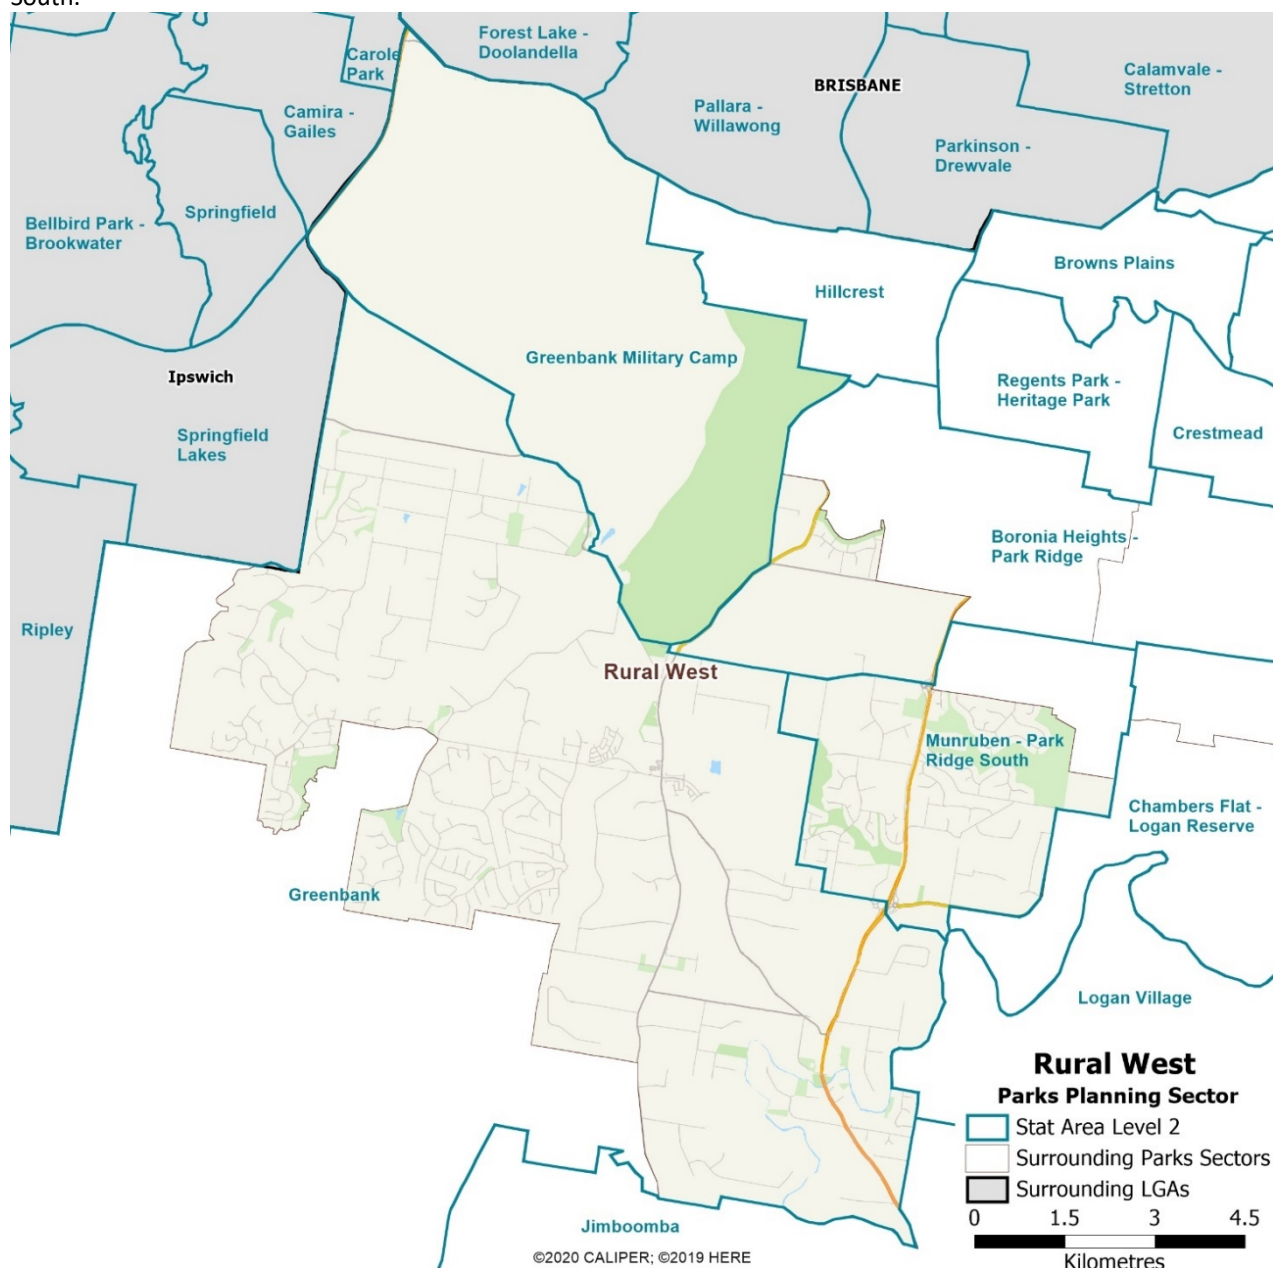 South.
Forest Lake -
Doolandella
Carole
Park
BRISBANE
Calamvale -
Stretton
Camira -
Gailes
Pallara -
Willawong
Parkinson -
Drewvale
Springfield
Bellbird Park -
Brookwater
Browns Plains
Hillcrest
Greenbank Military Camp
Ipswich
Regents Park -
Heritage Park
Springfield
Lakes
Crestmead
Boronia Heights -
Park Ridge
Ripley
Rural West
Munruben - Park
Ridge South
Chambers Flat -
Logan Reserve
Greenbank
Logan Village
Jimboomba
Rural West
Parks Planning Sector
Stat Area Level 2
Surrounding Parks Sectors
Surrounding LGAs
0 1.5 3 4.5
Kilometres
©2020 CALIPER; ©2019 HERE